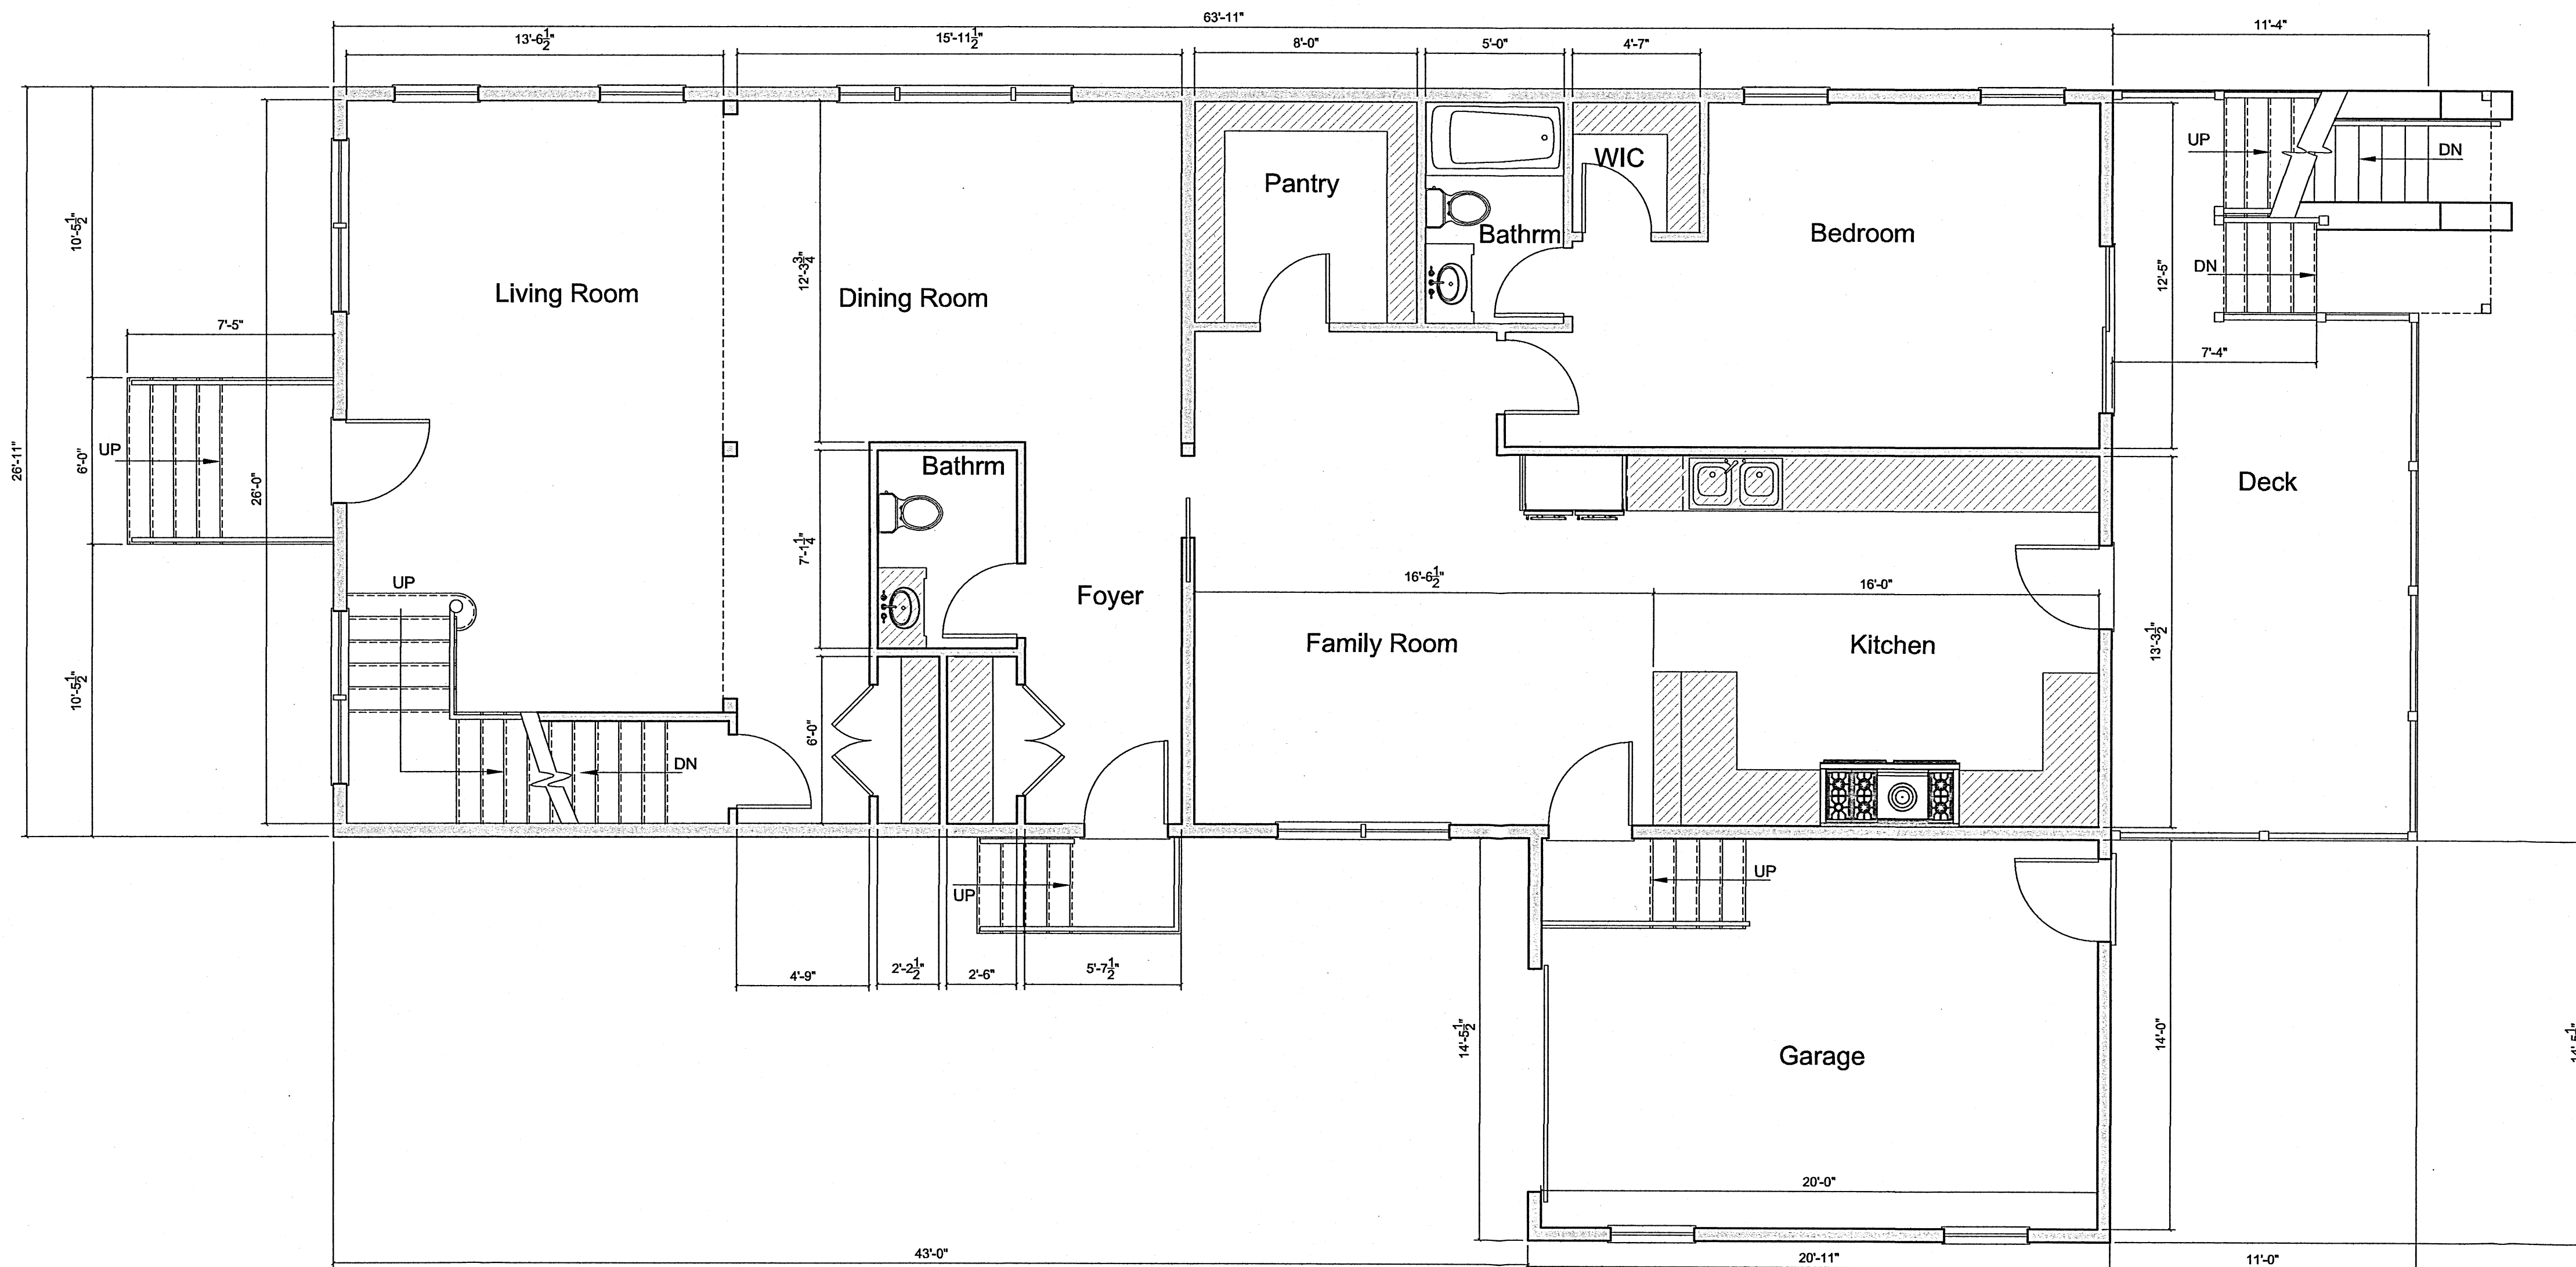 63'-11"
11'-4"
13'-6 1/2"
15'-11 1/2"
8'-0"
5'-0"
4'-7"
UP
DN
WIC
Pantry
10'-5 1/2"
Bathrm
Bedroom
12'-3 3/4"
12'-5"
DN
Living Room
Dining Room
7'-5"
7'-4"
UP
6'-0"
26'-11"
26'-0"
Bathrm
Deck
7'-1 1/4"
16'-6 1/2"
16'-0"
UP
Foyer
Family Room
Kitchen
13'-3 1/2"
10'-5 1/2"
6'-0"
DN
UP
UP
4'-9"
2'-2 1/2"
2'-6"
5'-7 1/2"
14'-5 1/2"
14'-0"
14'-5 1/2"
Garage
20'-0"
43'-0"
20'-11"
11'-0"